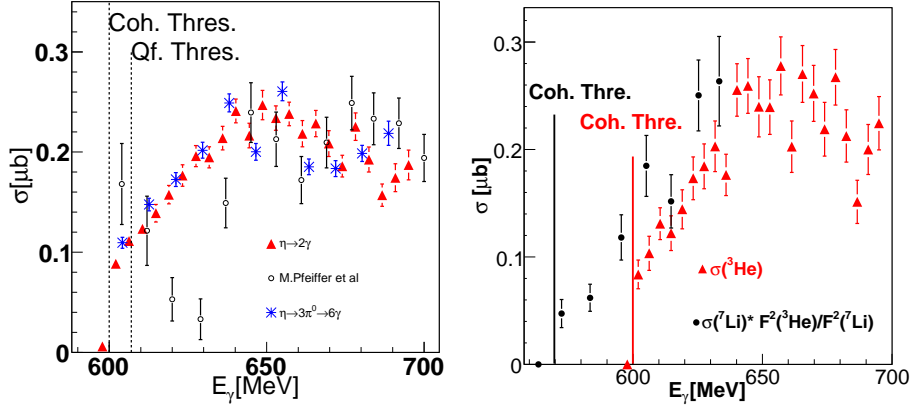 Coh. Thres.
Qf. Thres.
0.3
0.2
0.1
0
σ[μb]
η→2γ
M.Pfeiffer et al
η→3π⁰→6γ
600
650
700
E_γ[MeV]
0.3
0.2
0.1
0
σ [μb]
Coh. Thre.
Coh. Thre.
σ(³He)
σ(⁷Li)* F²(³He)/F²(⁷Li)
600
650
700
E_γ[MeV]